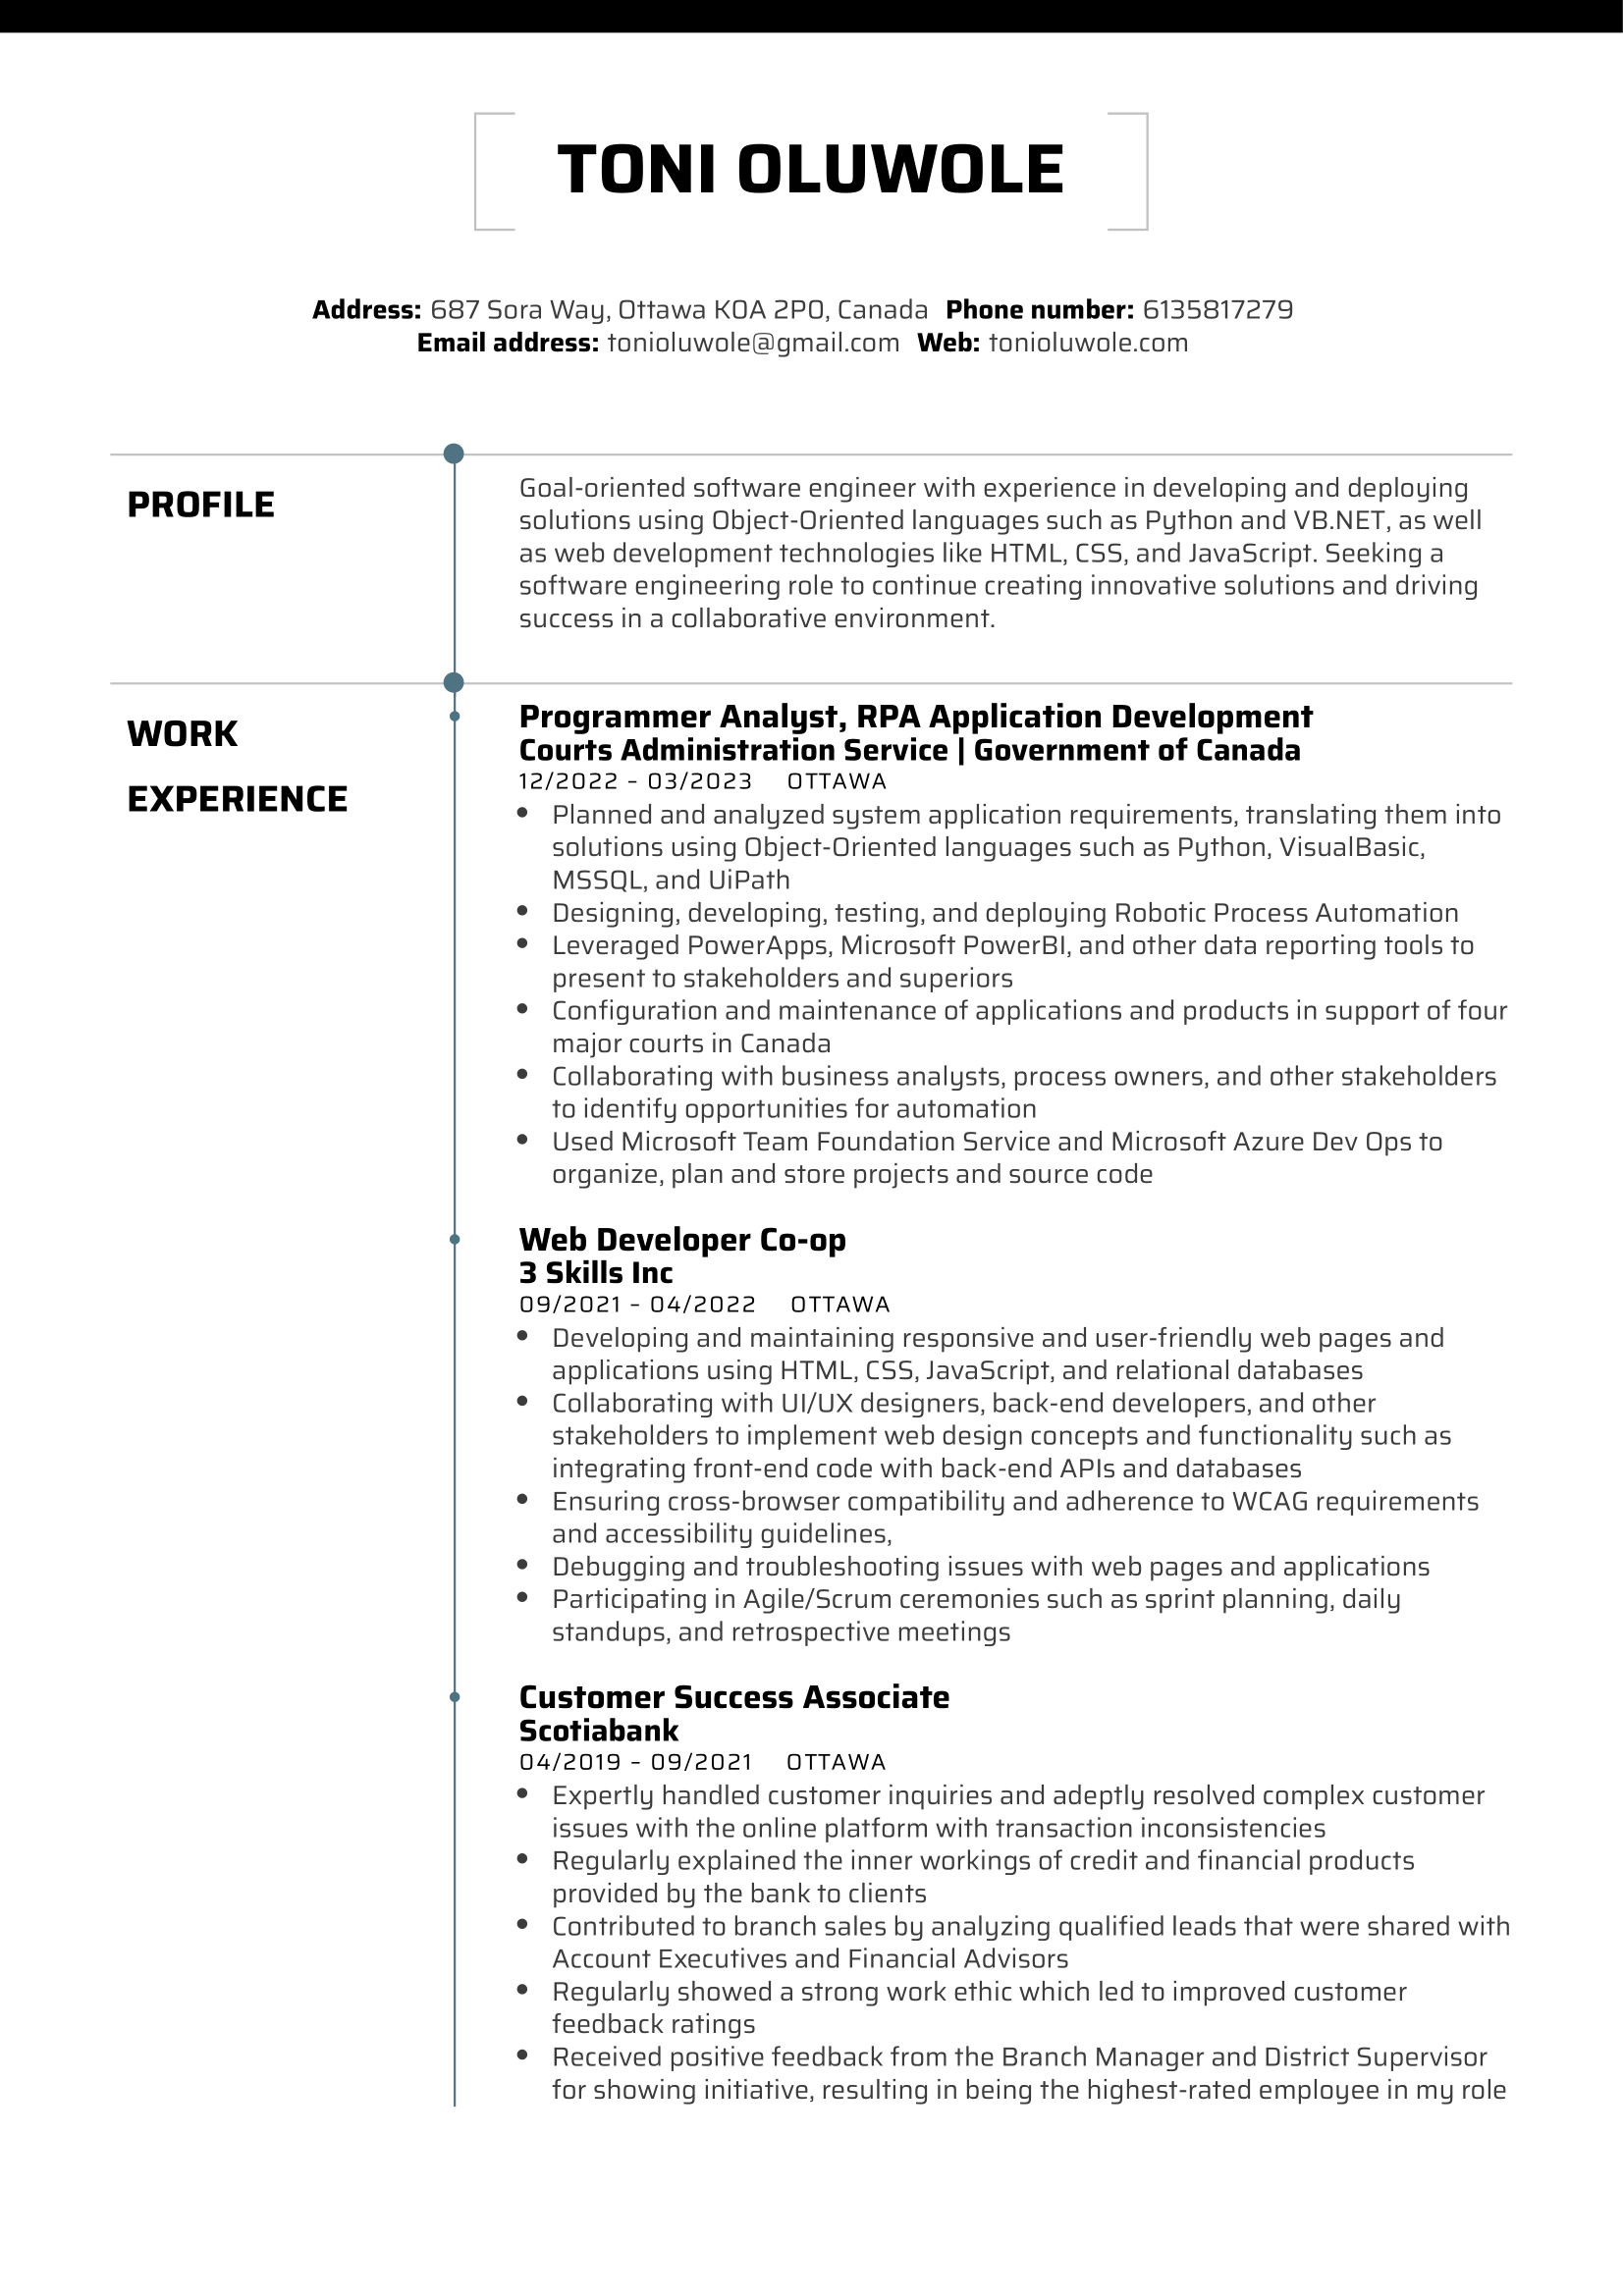 TONI OLUWOLE
Address: 687 Sora Way, Ottawa K0A 2P0, Canada Phone number: 6135817279
Email address: tonioluwole@gmail.com Web: tonioluwole.com
PROFILE
Goal-oriented software engineer with experience in developing and deploying
solutions using Object-Oriented languages such as Python and VB.NET, as well
as web development technologies like HTML, CSS, and JavaScript. Seeking a
software engineering role to continue creating innovative solutions and driving
success in a collaborative environment.
WORK
EXPERIENCE
Programmer Analyst, RPA Application Development
Courts Administration Service | Government of Canada
12/2022 – 03/2023 OTTAWA
• Planned and analyzed system application requirements, translating them into
solutions using Object-Oriented languages such as Python, VisualBasic,
MSSQL, and UiPath
• Designing, developing, testing, and deploying Robotic Process Automation
• Leveraged PowerApps, Microsoft PowerBI, and other data reporting tools to
present to stakeholders and superiors
• Configuration and maintenance of applications and products in support of four
major courts in Canada
• Collaborating with business analysts, process owners, and other stakeholders
to identify opportunities for automation
• Used Microsoft Team Foundation Service and Microsoft Azure Dev Ops to
organize, plan and store projects and source code
Web Developer Co-op
3 Skills Inc
09/2021 – 04/2022 OTTAWA
• Developing and maintaining responsive and user-friendly web pages and
applications using HTML, CSS, JavaScript, and relational databases
• Collaborating with UI/UX designers, back-end developers, and other
stakeholders to implement web design concepts and functionality such as
integrating front-end code with back-end APIs and databases
• Ensuring cross-browser compatibility and adherence to WCAG requirements
and accessibility guidelines,
• Debugging and troubleshooting issues with web pages and applications
• Participating in Agile/Scrum ceremonies such as sprint planning, daily
standups, and retrospective meetings
Customer Success Associate
Scotiabank
04/2019 – 09/2021 OTTAWA
• Expertly handled customer inquiries and adeptly resolved complex customer
issues with the online platform with transaction inconsistencies
• Regularly explained the inner workings of credit and financial products
provided by the bank to clients
• Contributed to branch sales by analyzing qualified leads that were shared with
Account Executives and Financial Advisors
• Regularly showed a strong work ethic which led to improved customer
feedback ratings
• Received positive feedback from the Branch Manager and District Supervisor
for showing initiative, resulting in being the highest-rated employee in my role